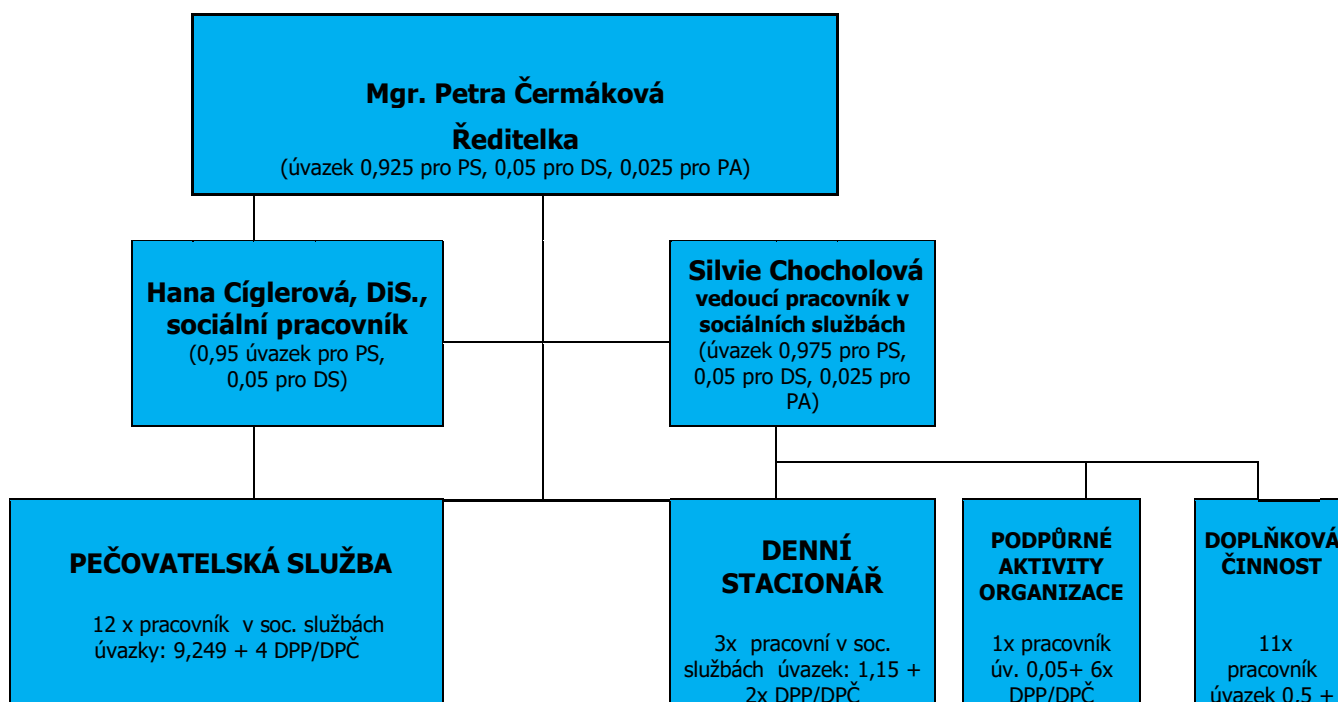 Mgr. Petra Čermáková
Ředitelka
(úvazek 0,925 pro PS, 0,05 pro DS, 0,025 pro PA)
Hana Cíglerová, DiS.,
sociální pracovník
(0,95 úvazek pro PS,
0,05 pro DS)
Silvie Chocholová
vedoucí pracovník v
sociálních službách
(úvazek 0,975 pro PS,
0,05 pro DS, 0,025 pro
PA)
PEČOVATELSKÁ SLUŽBA
12 x pracovník v soc. službách
úvazky: 9,249 + 4 DPP/DPČ
DENNÍ
STACIONÁŘ
3x pracovní v soc.
službách úvazek: 1,15 +
2x DPP/DPČ
PODPŮRNÉ
AKTIVITY
ORGANIZACE
1x pracovník
úv. 0,05+ 6x
DPP/DPČ
DOPLŇKOVÁ
ČINNOST
11x
pracovník
úvazek 0,5 +